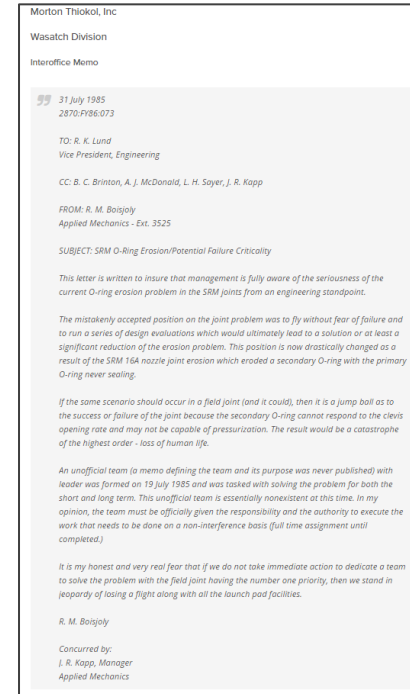 Morton Thiokol, Inc
Wasatch Division
Interoffice Memo
31 July 1985
2870:FY86:073
TO: R. K. Lund
Vice President, Engineering
CC: B. C. Brinton, A. J. McDonald, L. H. Sayer, J. R. Kapp
FROM: R. M. Boisjoly
Applied Mechanics - Ext. 3525
SUBJECT: SRM O-Ring Erosion/Potential Failure Criticality
This letter is written to insure that management is fully aware of the seriousness of the
current O-ring erosion problem in the SRM joints from an engineering standpoint.
The mistakenly accepted position on the joint problem was to fly without fear of failure and
to run a series of design evaluations which would ultimately lead to a solution or at least a
significant reduction of the erosion problem. This position is now drastically changed as a
result of the SRM 16A nozzle joint erosion which eroded a secondary O-ring with the primary
O-ring never sealing.
If the same scenario should occur in a field joint (and it could), then it is a jump ball as to
the success or failure of the joint because the secondary O-ring cannot respond to the clevis
opening rate and may not be capable of pressurization. The result would be a catastrophe
of the highest order - loss of human life.
An unofficial team (a memo defining the team and its purpose was never published) with
leader was formed on 19 July 1985 and was tasked with solving the problem for both the
short and long term. This unofficial team is essentially nonexistent at this time. In my
opinion, the team must be officially given the responsibility and the authority to execute the
work that needs to be done on a non-interference basis (full time assignment until
completed.)
It is my honest and very real fear that if we do not take immediate action to dedicate a team
to solve the problem with the field joint having the number one priority, then we stand in
jeopardy of losing a flight along with all the launch pad facilities.
R. M. Boisjoly
Concurred by:
J. R. Kapp, Manager
Applied Mechanics